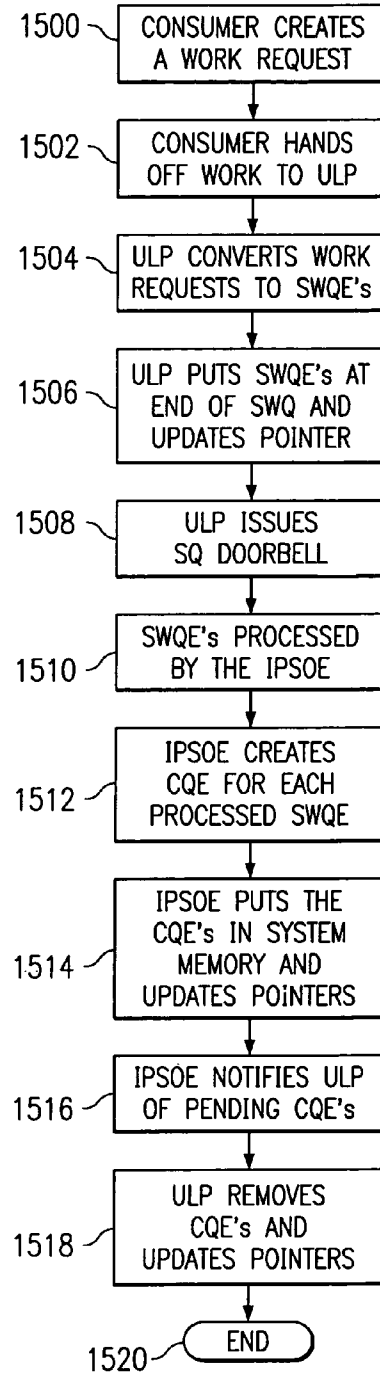 1500
CONSUMER CREATES
A WORK REQUEST
1502
CONSUMER HANDS
OFF WORK TO ULP
1504
ULP CONVERTS WORK
REQUESTS TO SWQE's
1506
ULP PUTS SWQE's AT
END OF SWQ AND
UPDATES POINTER
1508
ULP ISSUES
SQ DOORBELL
1510
SWQE's PROCESSED
BY THE IPSOE
1512
IPSOE CREATES
CQE FOR EACH
PROCESSED SWQE
1514
IPSOE PUTS THE
CQE's IN SYSTEM
MEMORY AND
UPDATES POINTERS
1516
IPSOE NOTIFIES ULP
OF PENDING CQE's
1518
ULP REMOVES
CQE's AND
UPDATES POINTERS
1520
END